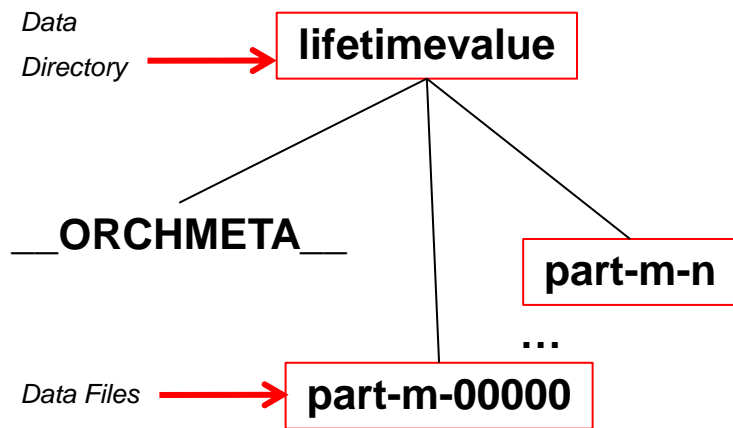 Data
Directory
lifetimevalue
__ORCHMETA__
part-m-n
...
Data Files
part-m-00000